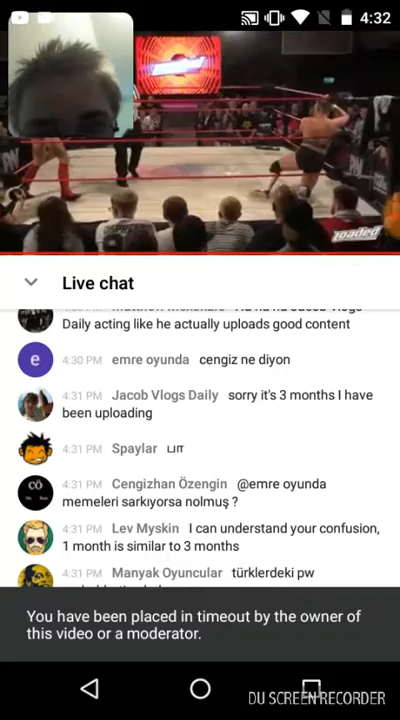 4:32
loaded
Live chat
Daily acting like he actually uploads good content
e
4:30 PM emre oyunda cengiz ne diyon
4:31 PM Jacob Vlogs Daily sorry it's 3 months I have
been uploading
4:31 PM Spaylar
4:31 PM Cengizhan Özengin @emre oyunda
CÖ
memeleri sarkıyorsa nolmuş ?
4:31 PM Lev Myskin I can understand your confusion,
1 month is similar to 3 months
4:31 PM Manyak Oyuncular türklerdeki pw
You have been placed in timeout by the owner of
this video or a moderator.
DU SCREEN RECORDER